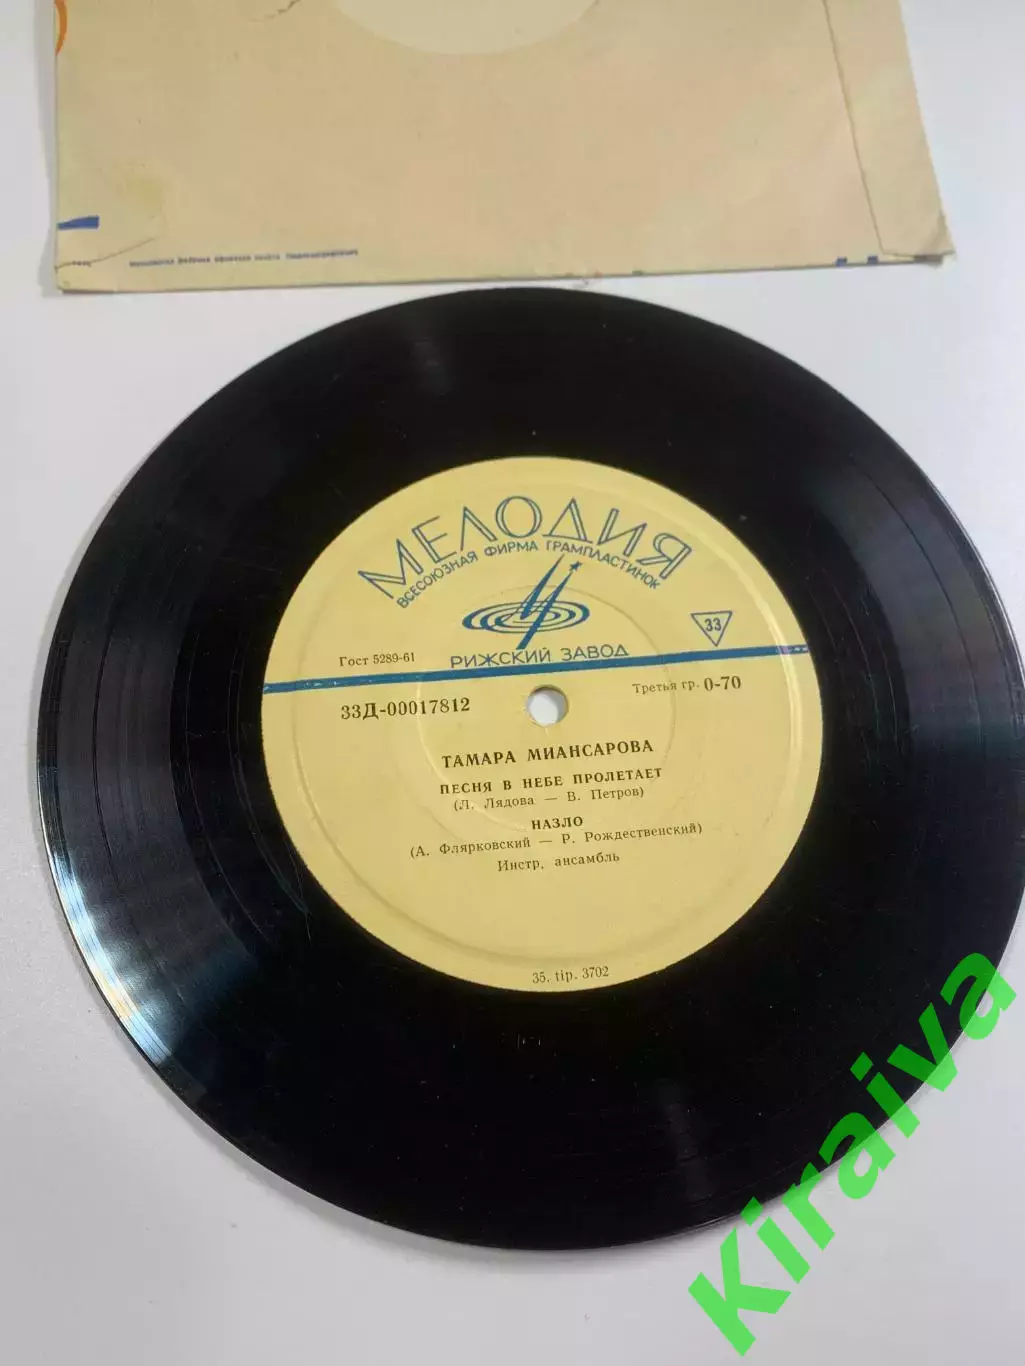 МЕЛОДИЯ
ВСЕСОЮЗНАЯ ФИРМА ГРАМПЛАСТИНОК
33
РИЖСКИЙ ЗАВОД
Гост 5289-61
33Д-00017812
Третья гр. 0-70
ТАМАРА МИАНСАРОВА
ПЕСНЯ В НЕБЕ ПРОЛЕТАЕТ
(Л. Лядова — В. Петров)
НАЗЛО
(А. Флярковский — Р. Рождественский)
Инстр. ансамбль
35. tip. 3702
Kiraiva